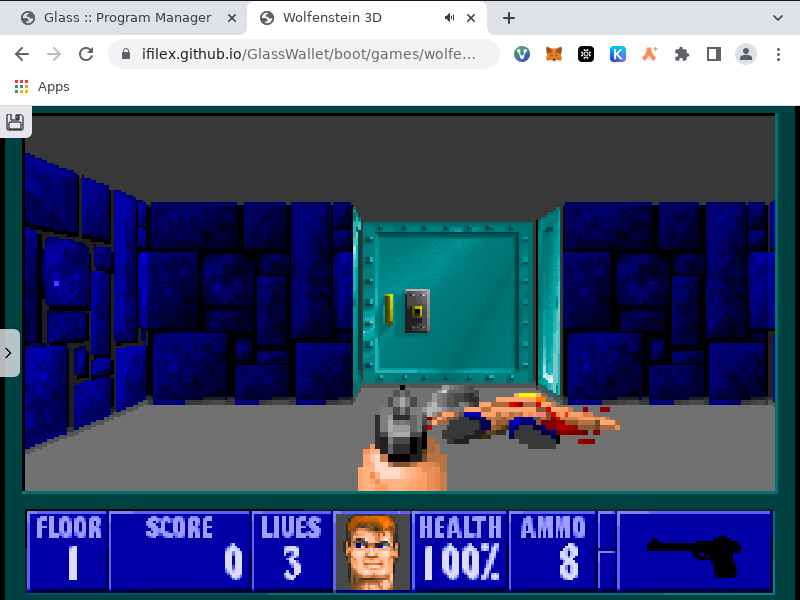 Glass :: Program Manager
Wolfenstein 3D
ifilex.github.io/GlassWallet/boot/games/wolfe...
Apps
FLOOR SCORE LIVES HEALTH AMMO
1 0 3 100% 8